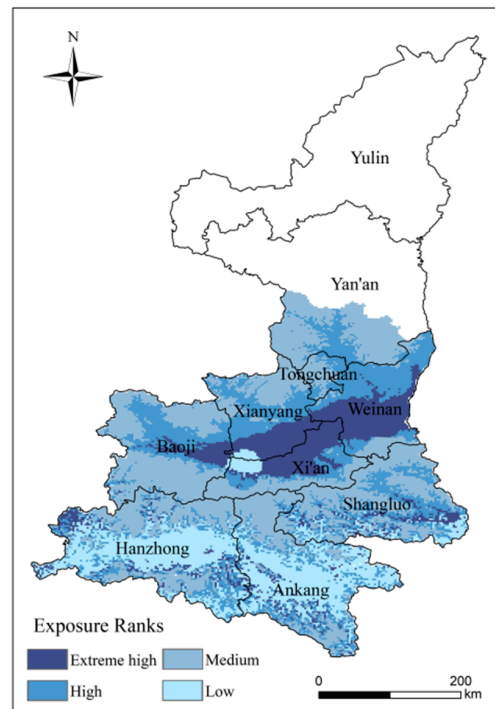 N
Yulin
Yan'an
Tongchuan
Xianyang
Weinan
Baoji
Xi'an
Shangluo
Hanzhong
Ankang
Exposure Ranks
Extreme high
Medium
High
Low
0
200
km